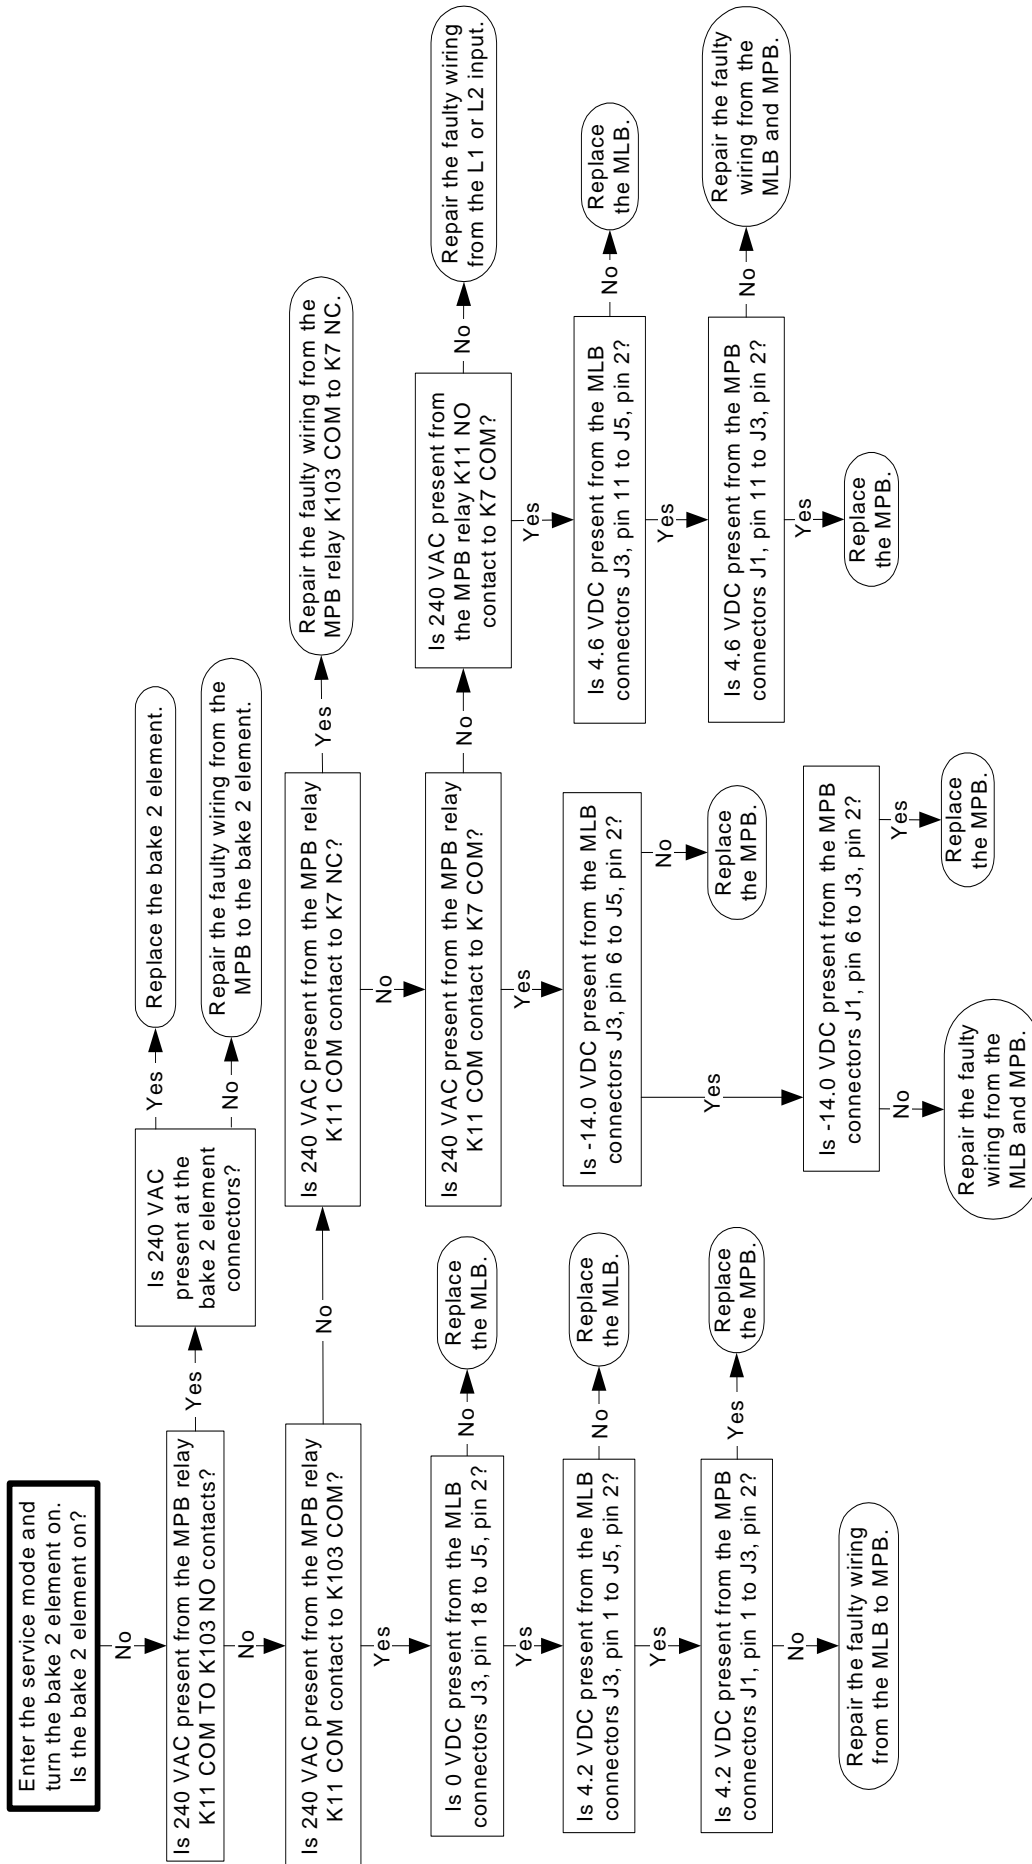 Enter the service mode and
turn the bake 2 element on.
Is the bake 2 element on?
No
Is 240 VAC present from the MPB relay
K11 COM TO K103 NO contacts?
Yes
Is 240 VAC
present at the
bake 2 element
connectors?
Yes
Replace the bake 2 element.
No
Repair the faulty wiring from the
MPB to the bake 2 element.
No
Is 240 VAC present from the MPB relay
K11 COM contact to K103 COM?
No
Is 240 VAC present from the MPB relay
K11 COM contact to K7 NC?
Yes
Repair the faulty wiring from the
MPB relay K103 COM to K7 NC.
No
Is 240 VAC present from the MPB relay
K11 COM contact to K7 COM?
No
Is 240 VAC present from
the MPB relay K11 NO
contact to K7 COM?
No
Repair the faulty wiring
from the L1 or L2 input.
Yes
Is 4.6 VDC present from the MLB
connectors J3, pin 11 to J5, pin 2?
No
Replace
the MLB.
Yes
Is 4.6 VDC present from the MPB
connectors J1, pin 11 to J3, pin 2?
No
Repair the faulty
wiring from the
MLB and MPB.
Yes
Replace
the MPB.
Yes
Is -14.0 VDC present from the MLB
connectors J3, pin 6 to J5, pin 2?
No
Replace
the MPB.
Yes
Is -14.0 VDC present from the MPB
connectors J1, pin 6 to J3, pin 2?
Yes
Replace
the MPB.
No
Repair the faulty
wiring from the
MLB and MPB.
Yes
Is 0 VDC present from the MLB
connectors J3, pin 18 to J5, pin 2?
No
Replace
the MLB.
Yes
Is 4.2 VDC present from the MLB
connectors J3, pin 1 to J5, pin 2?
No
Replace
the MLB.
Yes
Is 4.2 VDC present from the MPB
connectors J1, pin 1 to J3, pin 2?
Yes
Replace
the MPB.
No
Repair the faulty wiring
from the MLB to MPB.